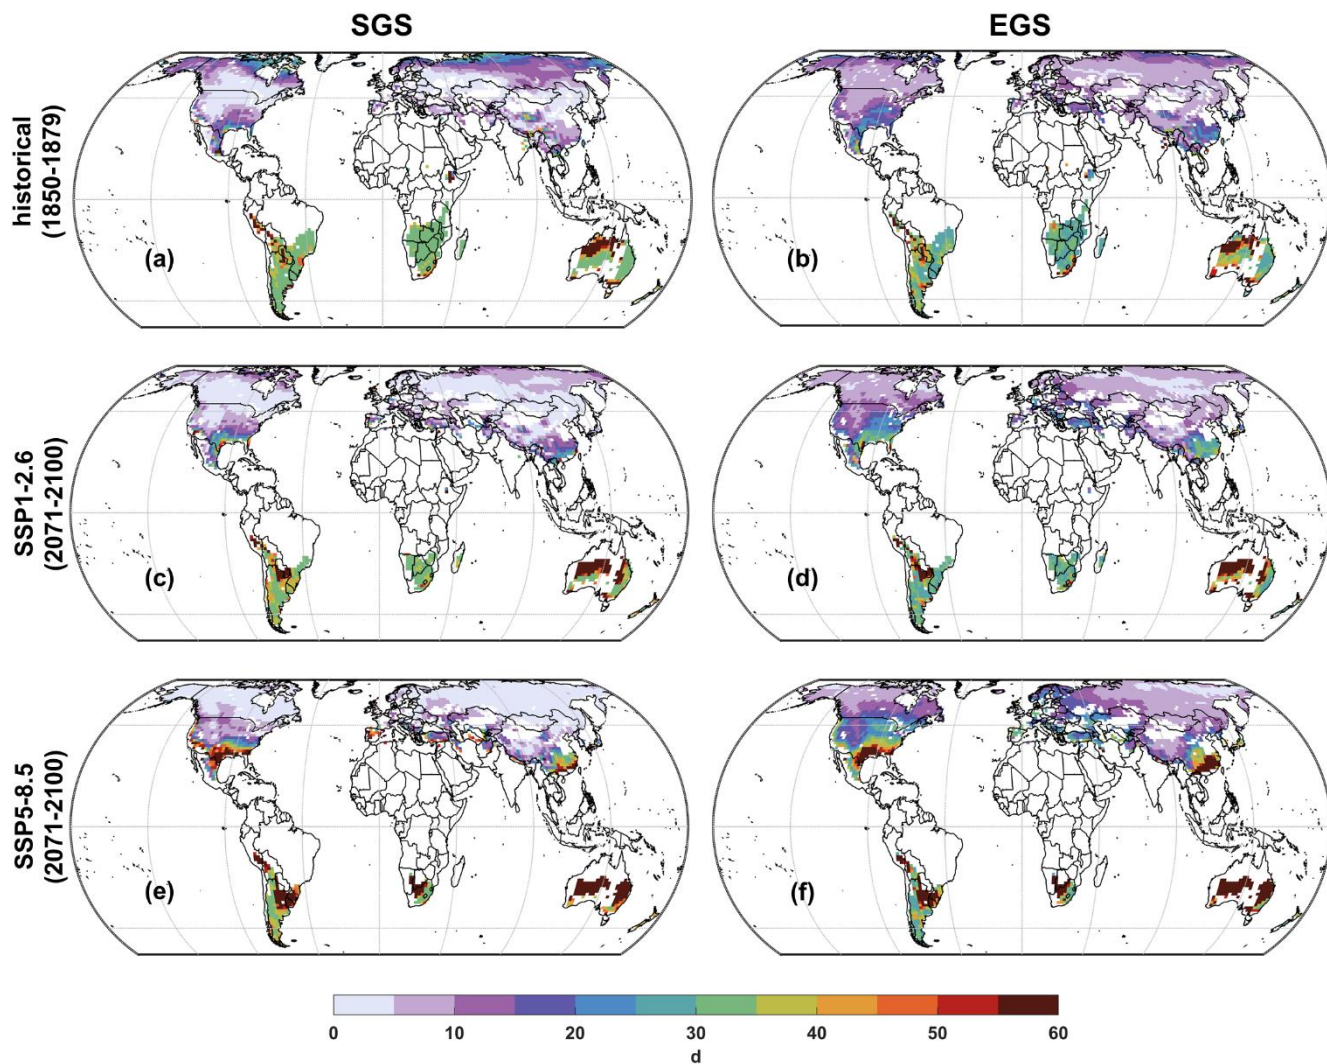 SGS
EGS
historical
(1850-1879)
(a)
(b)
SSP1-2.6
(2071-2100)
(c)
(d)
SSP5-8.5
(2071-2100)
(e)
(f)
0 10 20 30 40 50 60
d